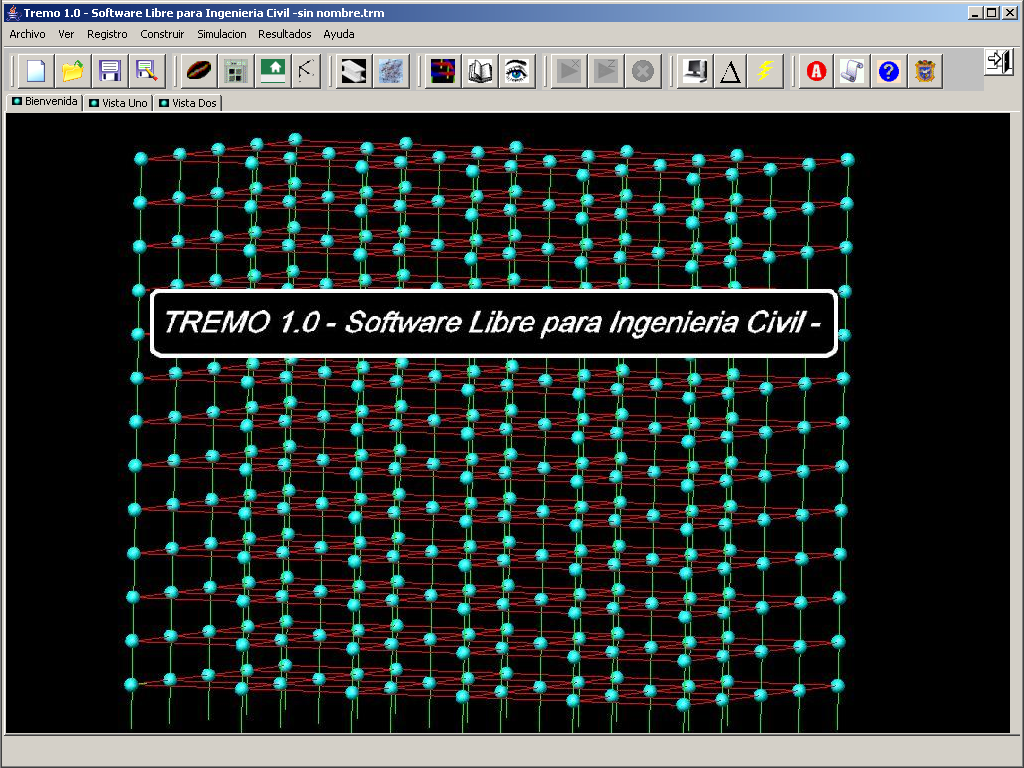 Tremo 1.0 - Software Libre para Ingenieria Civil -sin nombre.trm
Archivo Ver Registro Construir Simulacion Resultados Ayuda
X Z A ?
Bienvenida Vista Uno Vista Dos
TREMO 1.0 - Software Libre para Ingenieria Civil -